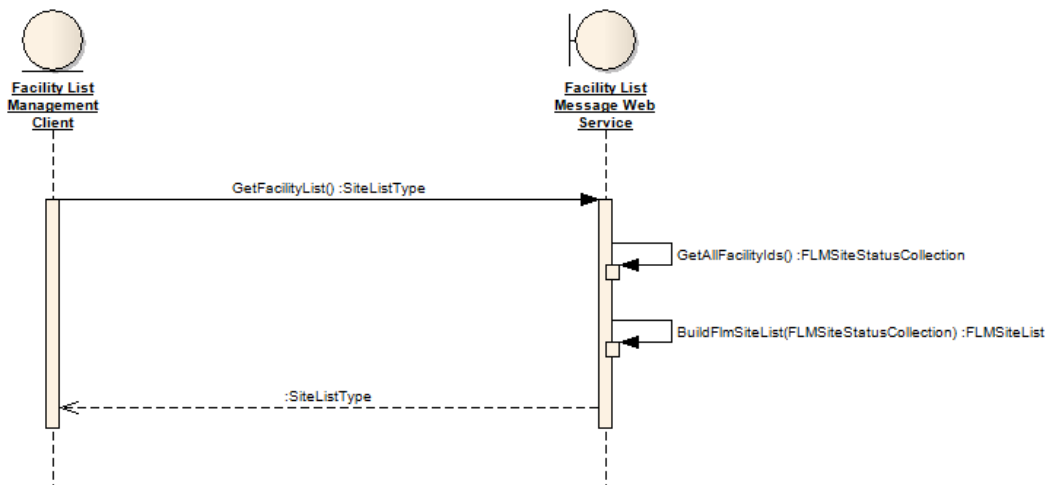 Facility List
Management
Client
Facility List
Message Web
Service
GetFacilityList() :SiteListType
GetAllFacilityIds() :FLMSiteStatusCollection
BuildFlmSiteList(FLMSiteStatusCollection) :FLMSiteList
:SiteListType